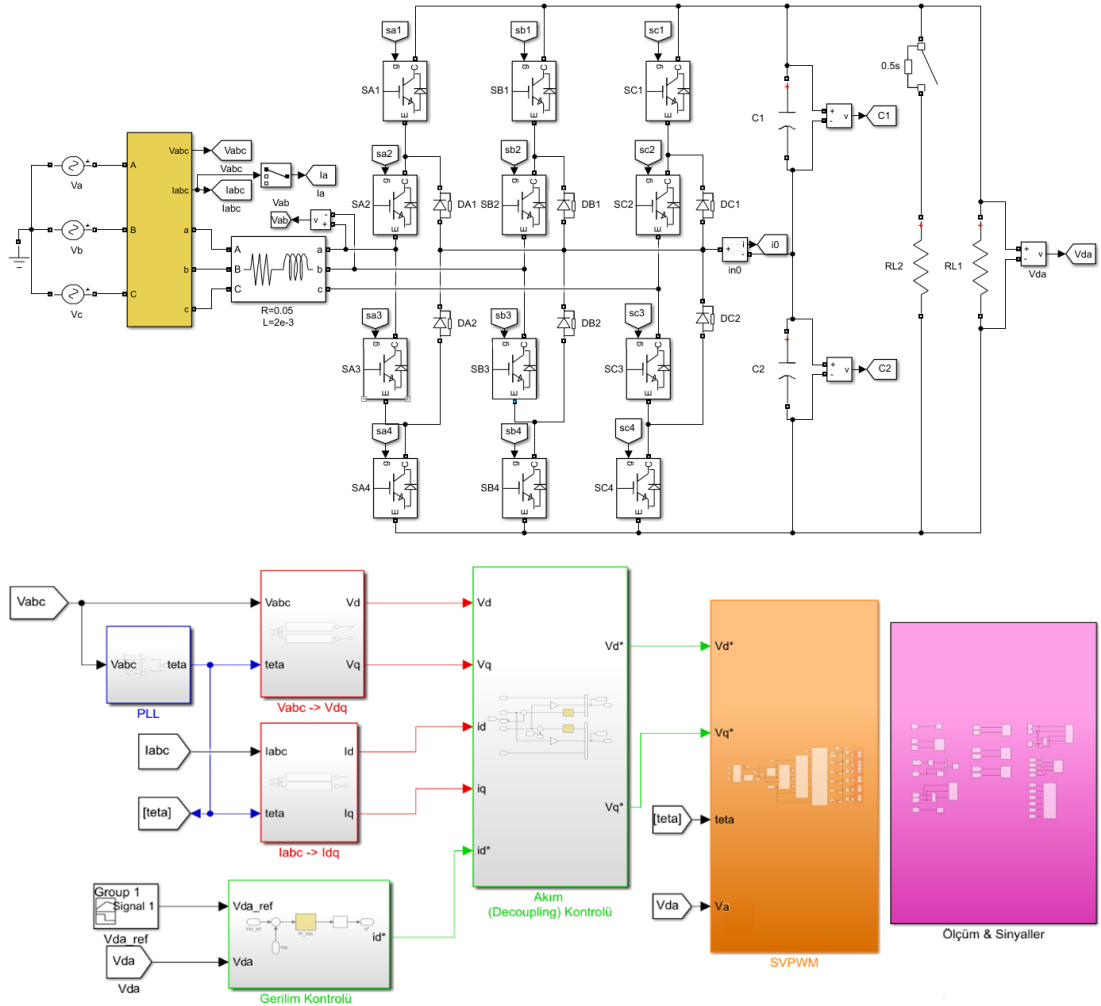 sa1
sb1
sc1
g
C
E
SA1
g
C
E
SB1
g
C
E
SC1
0.5s
C1
+
-
v
C1
Va
A
Vabc
Vabc
Vabc
Iabc
Iabc
Iabc
Ia
Ia
Vab
Vab
v
-
+
sa2
sb2
sc2
g
C
E
SA2
DA1
g
C
E
SB2
DB1
g
C
E
SC2
DC1
Vb
B
a
b
Vc
C
c
A
B
C
a
b
c
R=0.05
L=2e-3
+
-
i
i0
in0
RL2
RL1
+
-
v
Vda
Vda
sa3
sb3
sc3
DA2
DB2
DC2
g
C
E
SA3
g
C
E
SB3
g
C
E
SC3
C2
+
-
v
C2
sa4
sb4
sc4
g
C
E
SA4
g
C
E
SB4
g
C
E
SC4
Vabc
Vabc
Vd
Vd
Vabc
teta
teta
Vq
Vq
Vd*
Vd*
PLL
Vabc -> Vdq
Iabc
Iabc
Id
id
Vq*
[teta]
teta
Iq
iq
Vq*
[teta]
teta
Iabc -> Idq
id*
Group 1
Signal 1
Vda_ref
Vda_ref
id*
Vda
Vda
Vda
Gerilim Kontrolü
Akım
(Decoupling) Kontrolü
Vda
Va
SVPWM
Ölçüm & Sinyaller